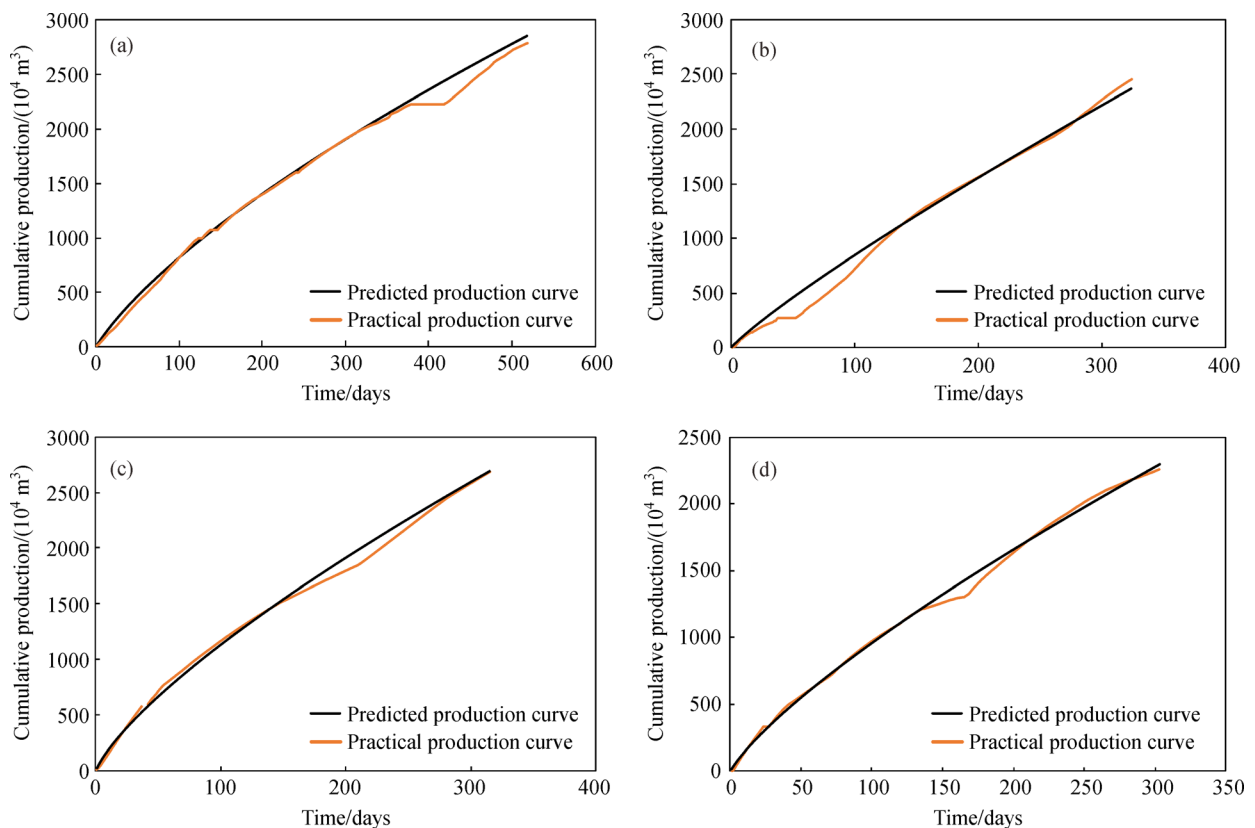 (a)
Cumulative production/(10⁴ m³)
3000
2500
2000
1500
1000
500
0
0 100 200 300 400 500 600
Time/days
Predicted production curve
Practical production curve
(b)
Cumulative production/(10⁴ m³)
3000
2500
2000
1500
1000
500
0
0 100 200 300 400
Time/days
Predicted production curve
Practical production curve
(c)
Cumulative production/(10⁴ m³)
3000
2500
2000
1500
1000
500
0
0 100 200 300 400
Time/days
Predicted production curve
Practical production curve
(d)
Cumulative production/(10⁴ m³)
2500
2000
1500
1000
500
0
0 50 100 150 200 250 300 350
Time/days
Predicted production curve
Practical production curve